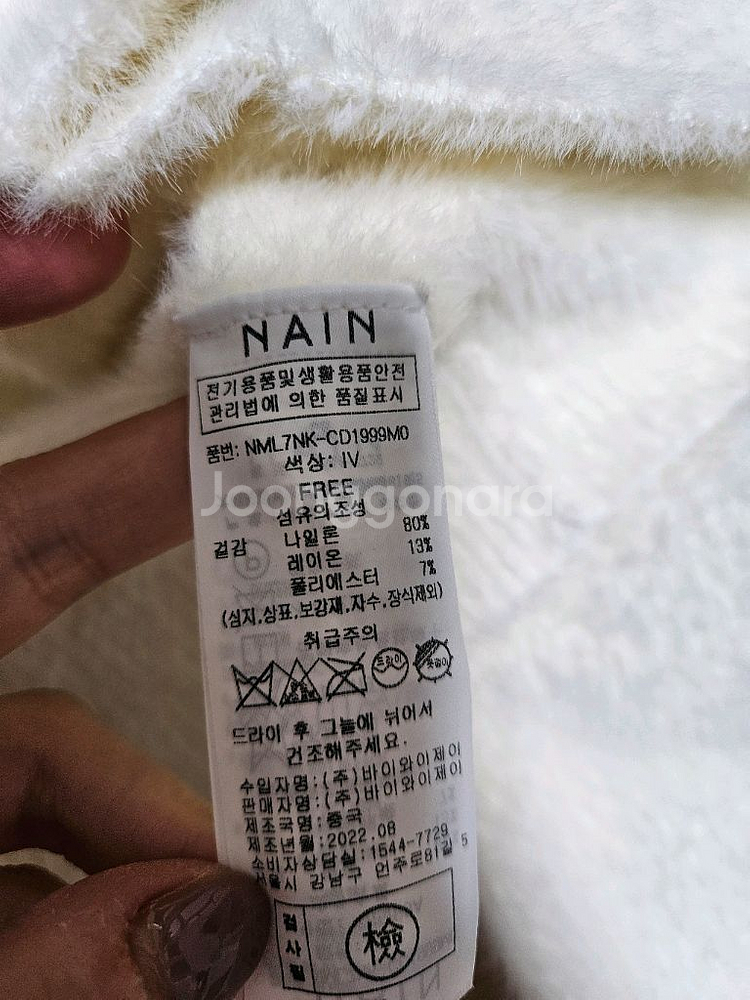 NAIN
전기용품및생활용품안전
관리법에 의한 품질표시
품번: NML7NK-CD1999M0
색상: IV
FREE
Joonggonara
섬유의조성
겉감 나일론 80%
레이온 13%
폴리에스터 7%
(심지,상표,보강재,자수,장식제외)
취급주의
드라이
드라이 후 그늘에 뉘어서
건조해주세요.
수입자명:(주)바이와이제이
판매자명:(주)바이와이제이
제조국명:중국
제조년월:2022.08
소비자상담실:1544-7729
서울시 강남구 언주로81길 5
검사필
檢